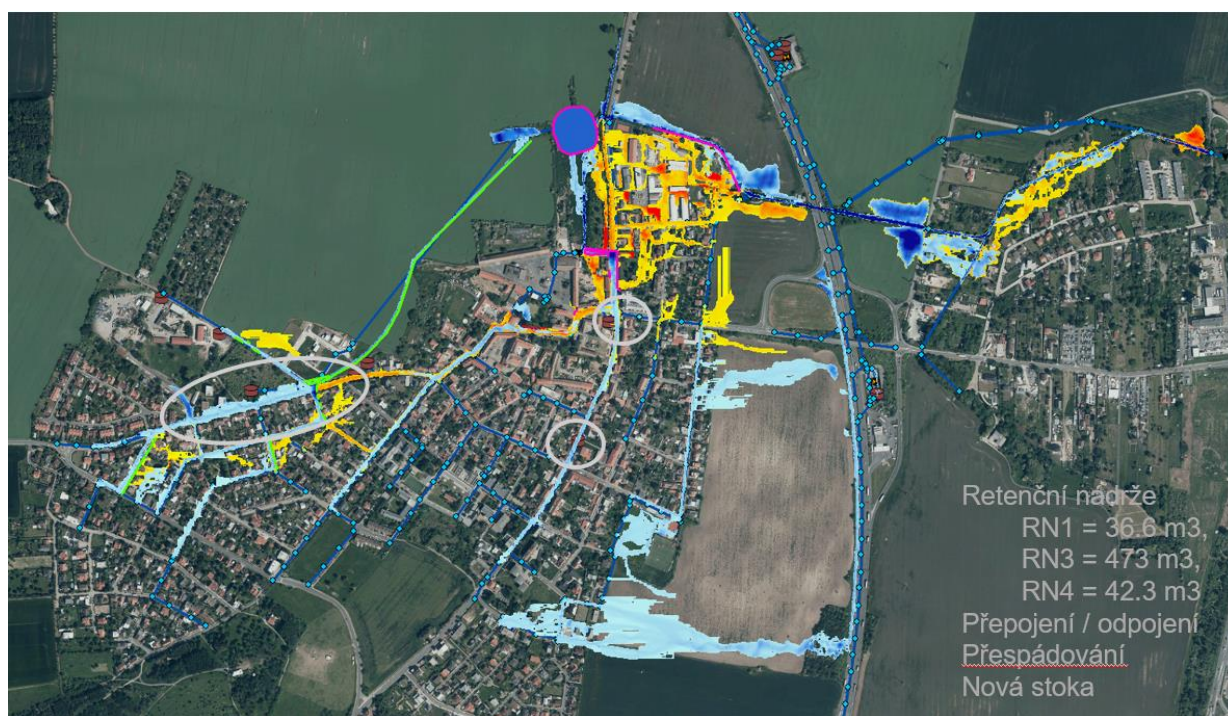 Retenční nádrže
RN1 = 36.6 m3,
RN3 = 473 m3,
RN4 = 42.3 m3
Přepojení / odpojení
Přespádování
Nová stoka